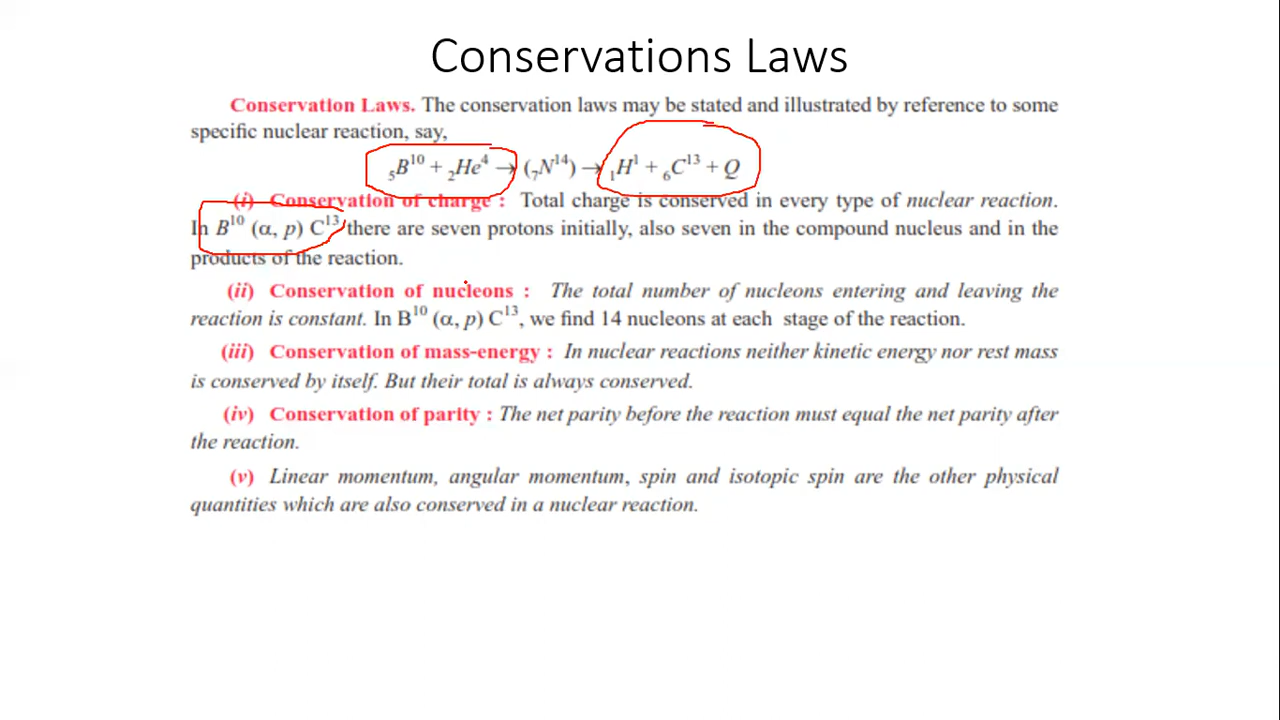 Conservations Laws
Conservation Laws. The conservation laws may be stated and illustrated by reference to some
specific nuclear reaction, say,
₅B¹⁰ + ₂He⁴ → (₇N¹⁴) → ₁H¹ + ₆C¹³ + Q
(i) Conservation of charge : Total charge is conserved in every type of nuclear reaction.
In B¹⁰ (α, p) C¹³ there are seven protons initially, also seven in the compound nucleus and in the
products of the reaction.
(ii) Conservation of nucleons : The total number of nucleons entering and leaving the
reaction is constant. In B¹⁰ (α, p) C¹³, we find 14 nucleons at each stage of the reaction.
(iii) Conservation of mass-energy : In nuclear reactions neither kinetic energy nor rest mass
is conserved by itself. But their total is always conserved.
(iv) Conservation of parity : The net parity before the reaction must equal the net parity after
the reaction.
(v) Linear momentum, angular momentum, spin and isotopic spin are the other physical
quantities which are also conserved in a nuclear reaction.